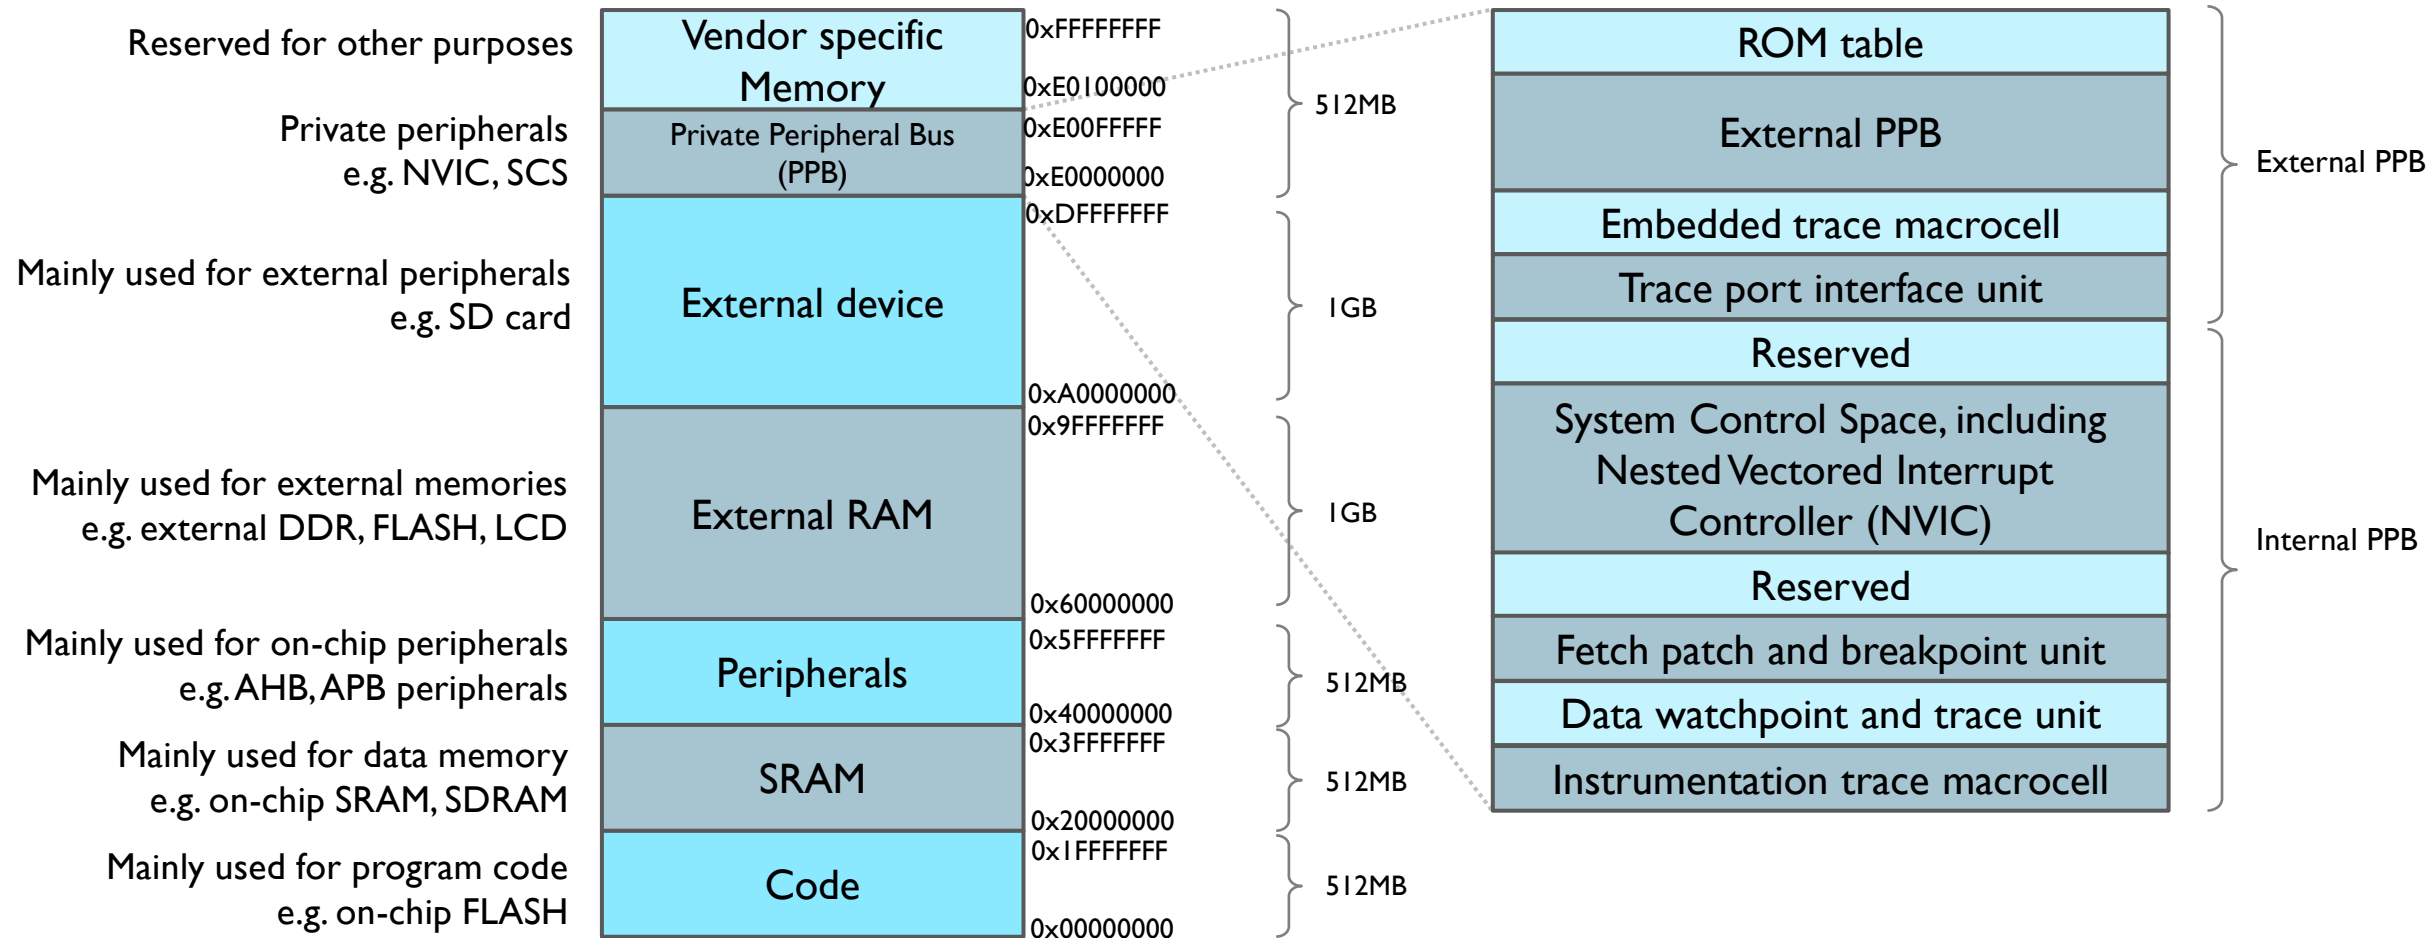 Reserved for other purposes
Private peripherals
e.g. NVIC, SCS
Mainly used for external peripherals
e.g. SD card
Mainly used for external memories
e.g. external DDR, FLASH, LCD
Mainly used for on-chip peripherals
e.g. AHB, APB peripherals
Mainly used for data memory
e.g. on-chip SRAM, SDRAM
Mainly used for program code
e.g. on-chip FLASH
Vendor specific
Memory
Private Peripheral Bus
(PPB)
External device
External RAM
Peripherals
SRAM
Code
0xFFFFFFFF
0xE0100000
0xE00FFFFF
0xE0000000
0xDFFFFFFF
0xA0000000
0x9FFFFFFF
0x60000000
0x5FFFFFFF
0x40000000
0x3FFFFFFF
0x20000000
0x1FFFFFFF
0x00000000
512MB
1GB
1GB
512MB
512MB
512MB
ROM table
External PPB
Embedded trace macrocell
Trace port interface unit
Reserved
System Control Space, including
Nested Vectored Interrupt
Controller (NVIC)
Reserved
Fetch patch and breakpoint unit
Data watchpoint and trace unit
Instrumentation trace macrocell
External PPB
Internal PPB